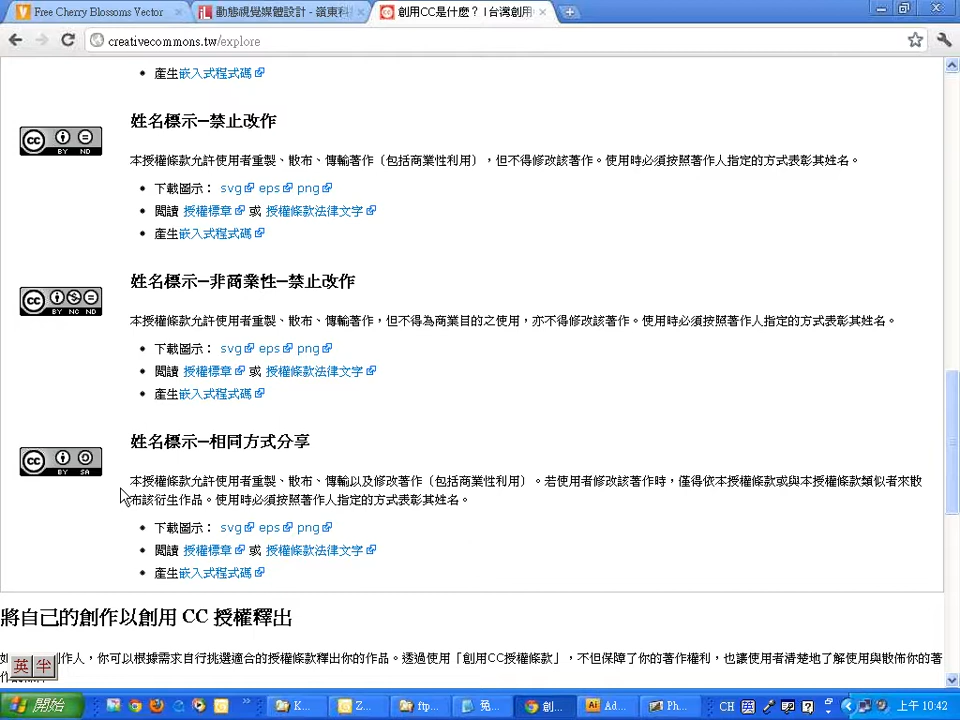 Free Cherry Blossoms Vector
動態視覺媒體設計 - 嶺東科
創用CC是什麼？ | 台灣創用
creativecommons.tw/explore
產生嵌入式程式碼
姓名標示─禁止改作
cc BY ND
本授權條款允許使用者重製、散布、傳輸著作（包括商業性利用），但不得修改該著作。使用時必須按照著作人指定的方式表彰其姓名。
下載圖示： svg eps png
閱讀 授權標章 或 授權條款法律文字
產生嵌入式程式碼
姓名標示─非商業性─禁止改作
cc BY NC ND
本授權條款允許使用者重製、散布、傳輸著作，但不得為商業目的之使用，亦不得修改該著作。使用時必須按照著作人指定的方式表彰其姓名。
下載圖示： svg eps png
閱讀 授權標章 或 授權條款法律文字
產生嵌入式程式碼
姓名標示─相同方式分享
cc BY SA
本授權條款允許使用者重製、散布、傳輸以及修改著作（包括商業性利用）。若使用者修改該著作時，僅得依本授權條款或與本授權條款類似者來散
布該衍生作品。使用時必須按照著作人指定的方式表彰其姓名。
下載圖示： svg eps png
閱讀 授權標章 或 授權條款法律文字
產生嵌入式程式碼
將自己的創作以創用 CC 授權釋出
作人，你可以根據需求自行挑選適合的授權條款釋出你的作品。透過使用「創用CC授權條款」，不但保障了你的著作權利，也讓使用者清楚地了解使用與散佈你的著
英 半
開始 K... Z... ftp... 兔... 創... Ad... Ph... CH 英 上午 10:42